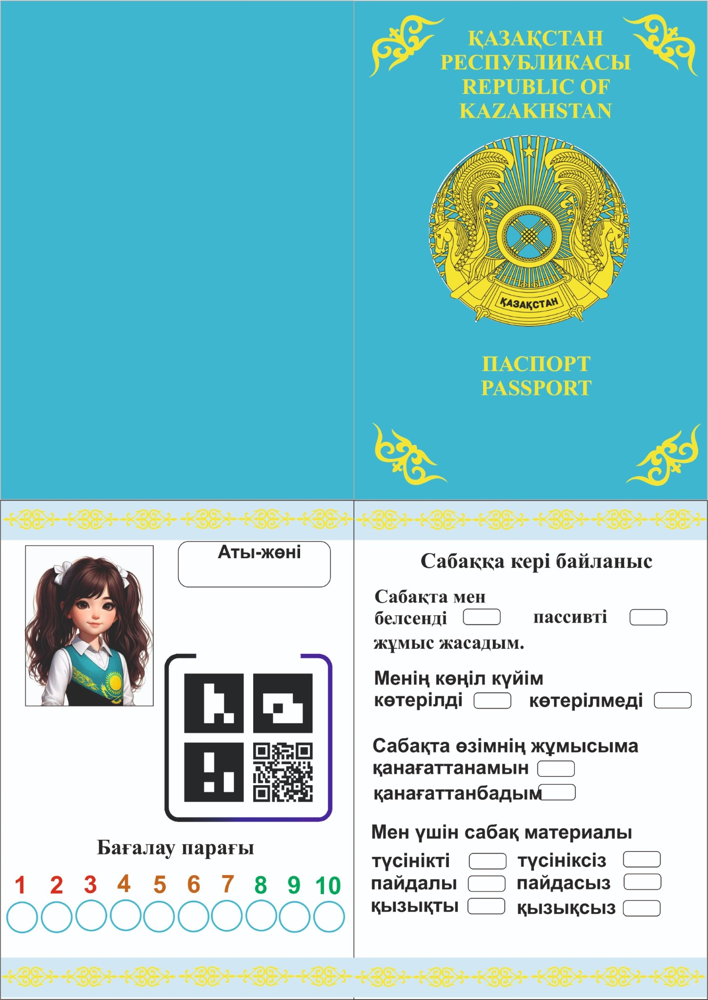 ҚАЗАҚСТАН
РЕСПУБЛИКАСЫ
REPUBLIC OF
KAZAKHSTAN
ҚАЗАҚСТАН
ПАСПОРТ
PASSPORT
Аты-жөні
Бағалау парағы
1 2 3 4 5 6 7 8 9 10
Сабаққа кері байланыс
Сабақта мен
белсенді пассивті
жұмыс жасадым.
Менің көңіл күйім
көтерілді көтерілмеді
Сабақта өзімнің жұмысыма
қанағаттанамын
қанағаттанбадым
Мен үшін сабақ материалы
түсінікті түсініксіз
пайдалы пайдасыз
қызықты қызықсыз